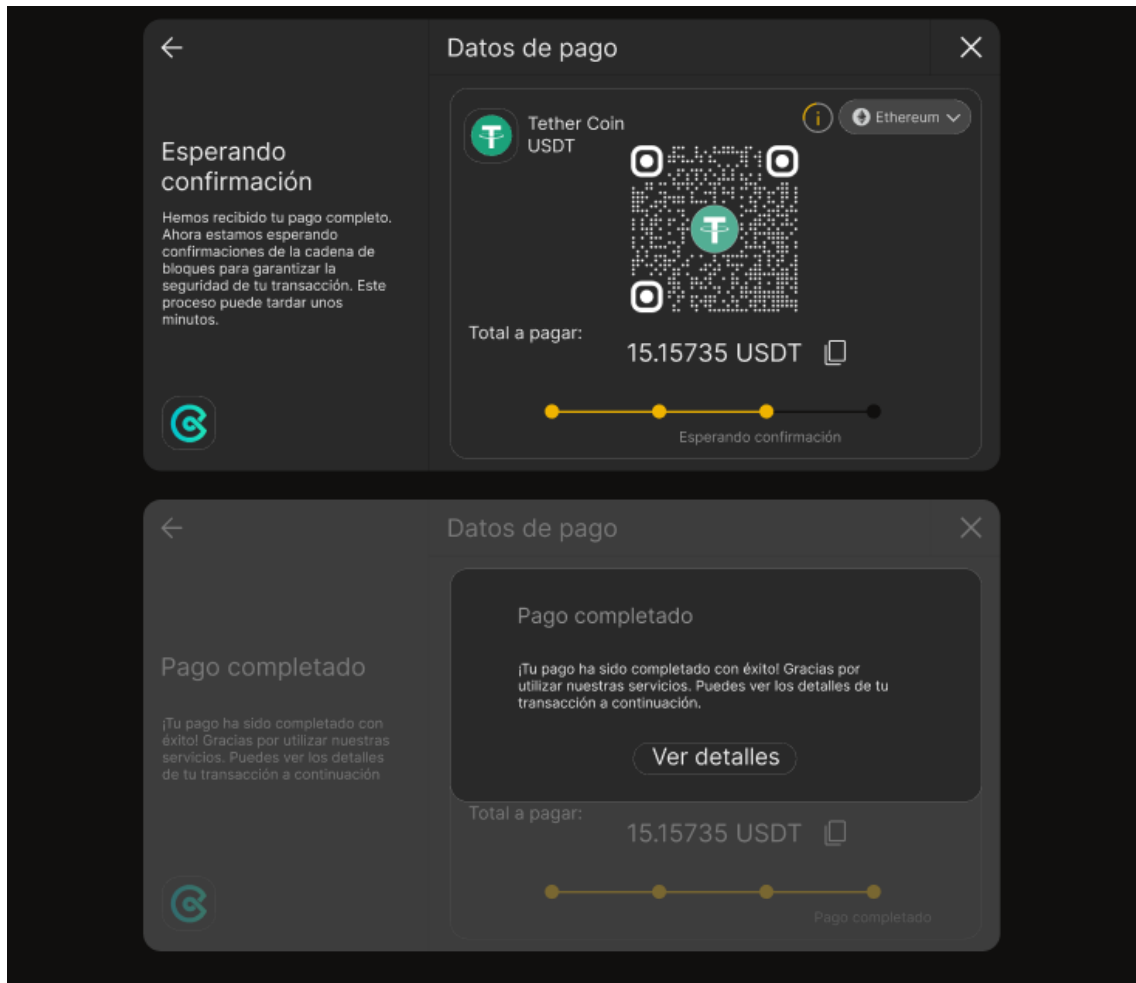 Datos de pago
Esperando
confirmación
Hemos recibido tu pago completo.
Ahora estamos esperando
confirmaciones de la cadena de
bloques para garantizar la
seguridad de tu transacción. Este
proceso puede tardar unos
minutos.
Tether Coin
USDT
i
Ethereum
Total a pagar:
15.15735 USDT
Esperando confirmación
Datos de pago
Pago completado
¡Tu pago ha sido completado con
éxito! Gracias por utilizar nuestras
servicios. Puedes ver los detalles
de tu transacción a continuación
Pago completado
¡Tu pago ha sido completado con éxito! Gracias por
utilizar nuestras servicios. Puedes ver los detalles de tu
transacción a continuación.
Ver detalles
Total a pagar:
15.15735 USDT
Pago completado